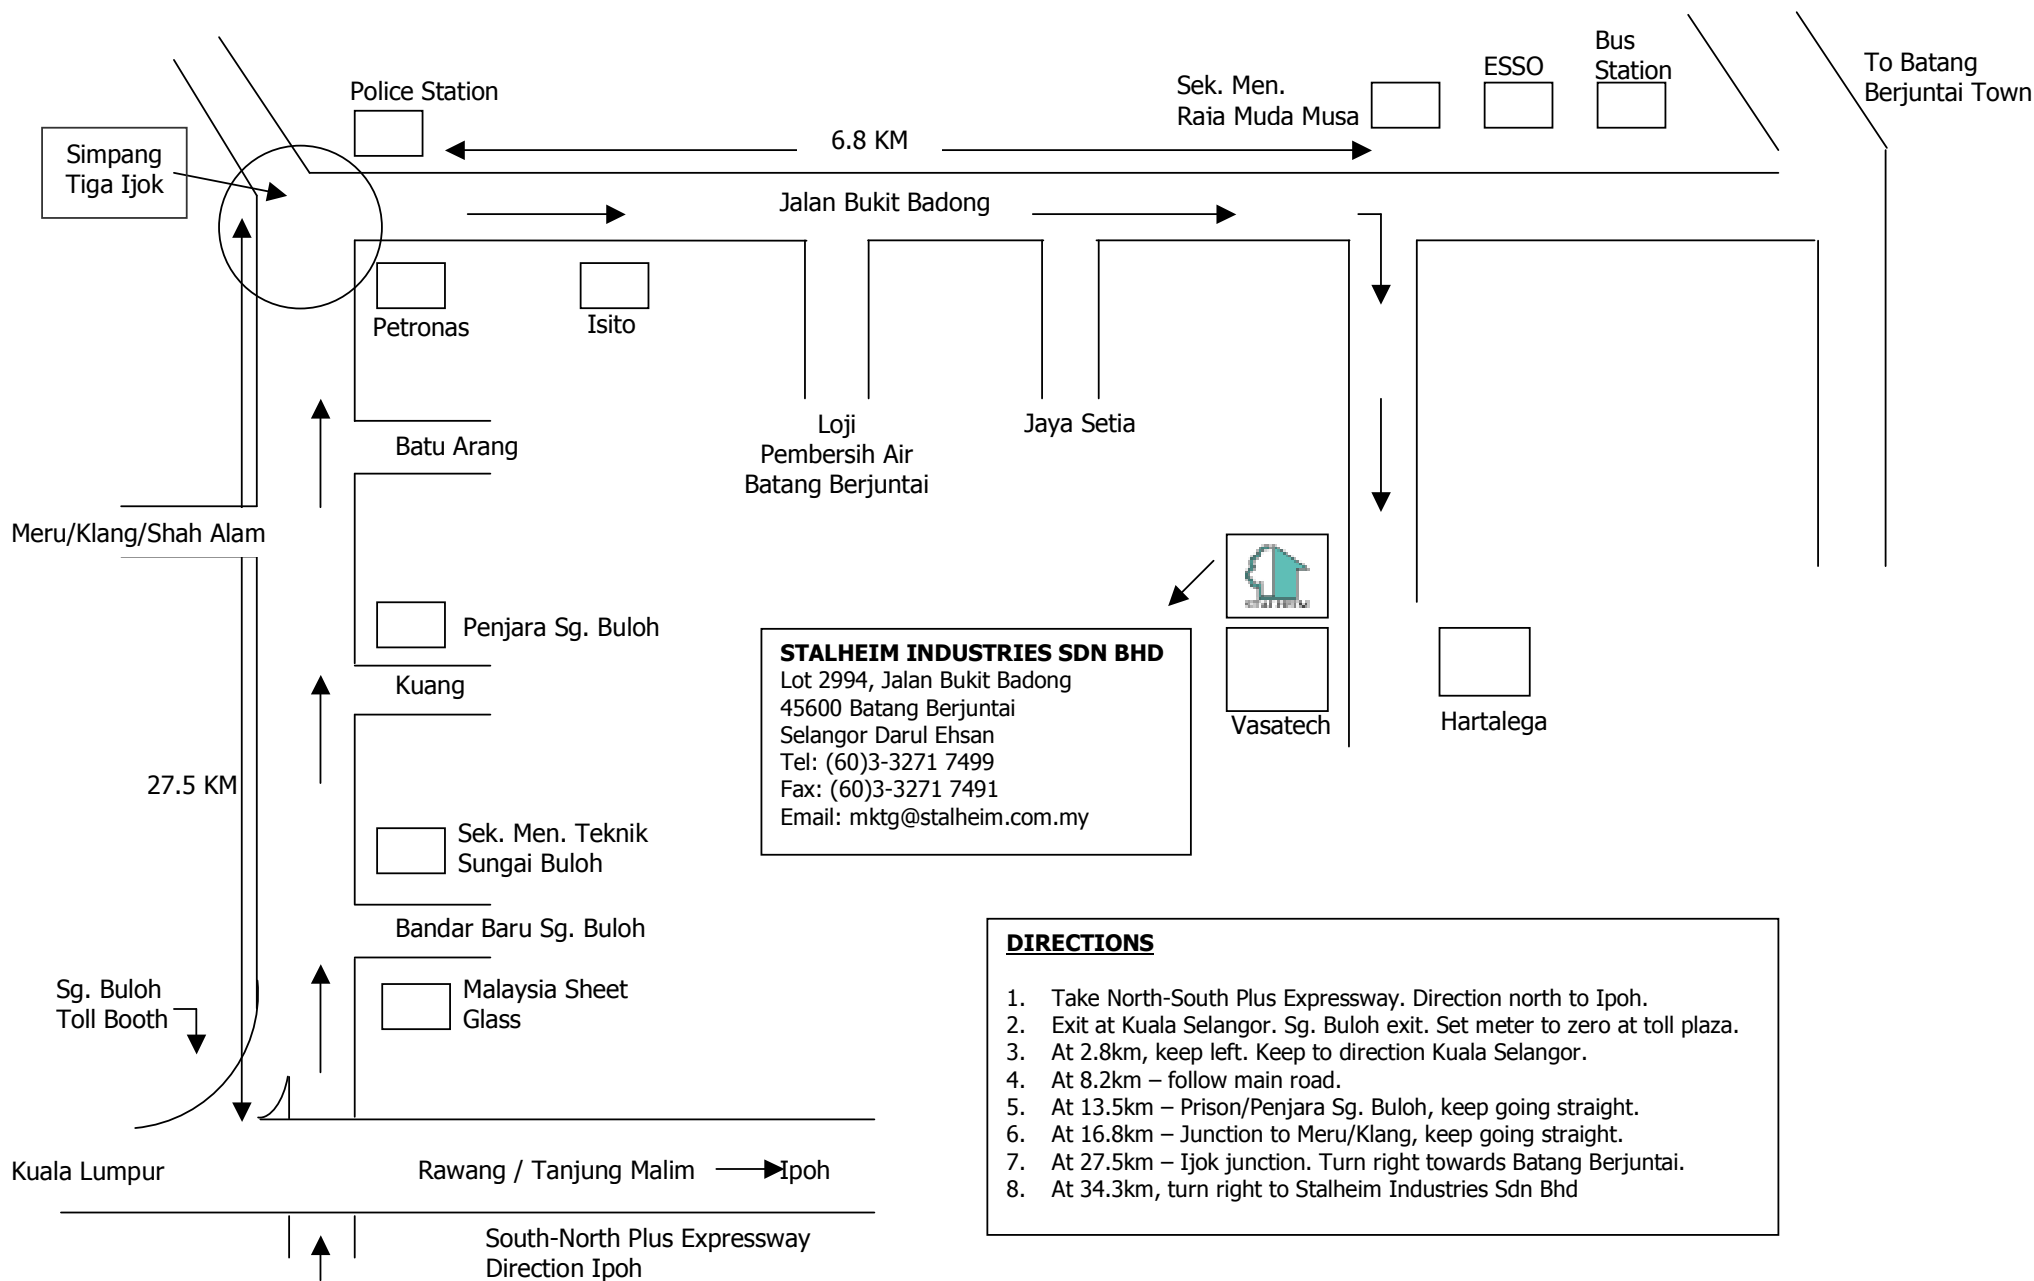 Police Station
Sek. Men.
Raia Muda Musa
ESSO
Bus
Station
To Batang
Berjuntai Town
Simpang
Tiga Ijok
6.8 KM
Jalan Bukit Badong
Petronas
Isito
Batu Arang
Loji
Pembersih Air
Batang Berjuntai
Jaya Setia
Meru/Klang/Shah Alam
Penjara Sg. Buloh
Kuang
STALHEIM
Vasatech
Hartalega
STALHEIM INDUSTRIES SDN BHD
Lot 2994, Jalan Bukit Badong
45600 Batang Berjuntai
Selangor Darul Ehsan
Tel: (60)3-3271 7499
Fax: (60)3-3271 7491
Email: mktg@stalheim.com.my
27.5 KM
Sek. Men. Teknik
Sungai Buloh
Bandar Baru Sg. Buloh
Sg. Buloh
Toll Booth
Malaysia Sheet
Glass
Kuala Lumpur
Rawang / Tanjung Malim
Ipoh
South-North Plus Expressway
Direction Ipoh
DIRECTIONS
1. Take North-South Plus Expressway. Direction north to Ipoh.
2. Exit at Kuala Selangor. Sg. Buloh exit. Set meter to zero at toll plaza.
3. At 2.8km, keep left. Keep to direction Kuala Selangor.
4. At 8.2km – follow main road.
5. At 13.5km – Prison/Penjara Sg. Buloh, keep going straight.
6. At 16.8km – Junction to Meru/Klang, keep going straight.
7. At 27.5km – Ijok junction. Turn right towards Batang Berjuntai.
8. At 34.3km, turn right to Stalheim Industries Sdn Bhd